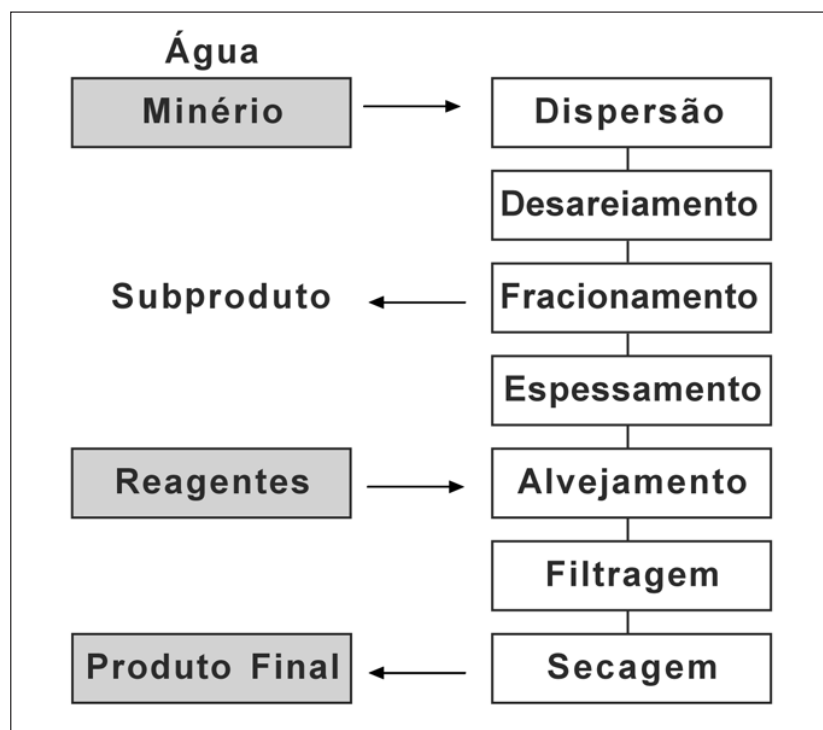 Água
Minério
Dispersão
Desareiamento
Subproduto
Fracionamento
Espessamento
Reagentes
Alvejamento
Filtragem
Produto Final
Secagem